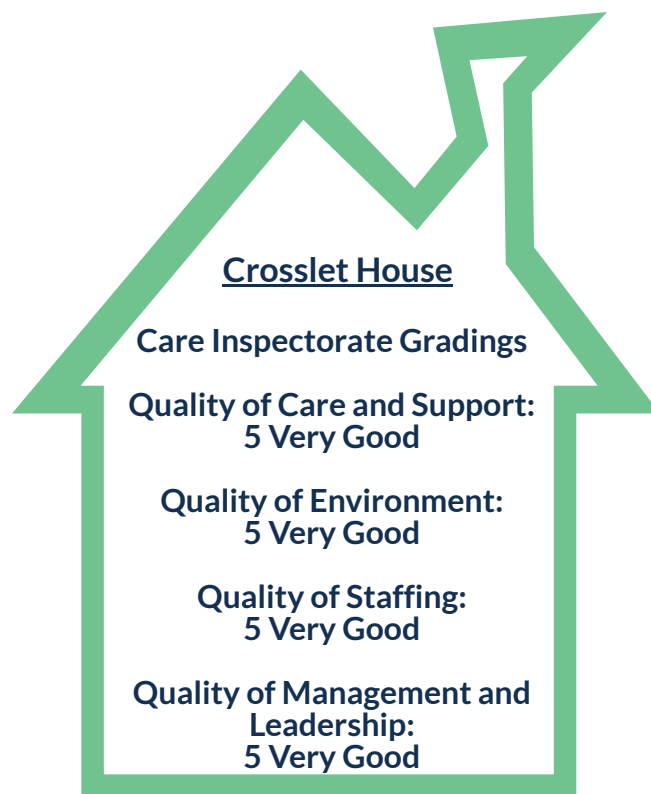 Crosslet House
Care Inspectorate Gradings
Quality of Care and Support:
5 Very Good
Quality of Environment:
5 Very Good
Quality of Staffing:
5 Very Good
Quality of Management and
Leadership:
5 Very Good